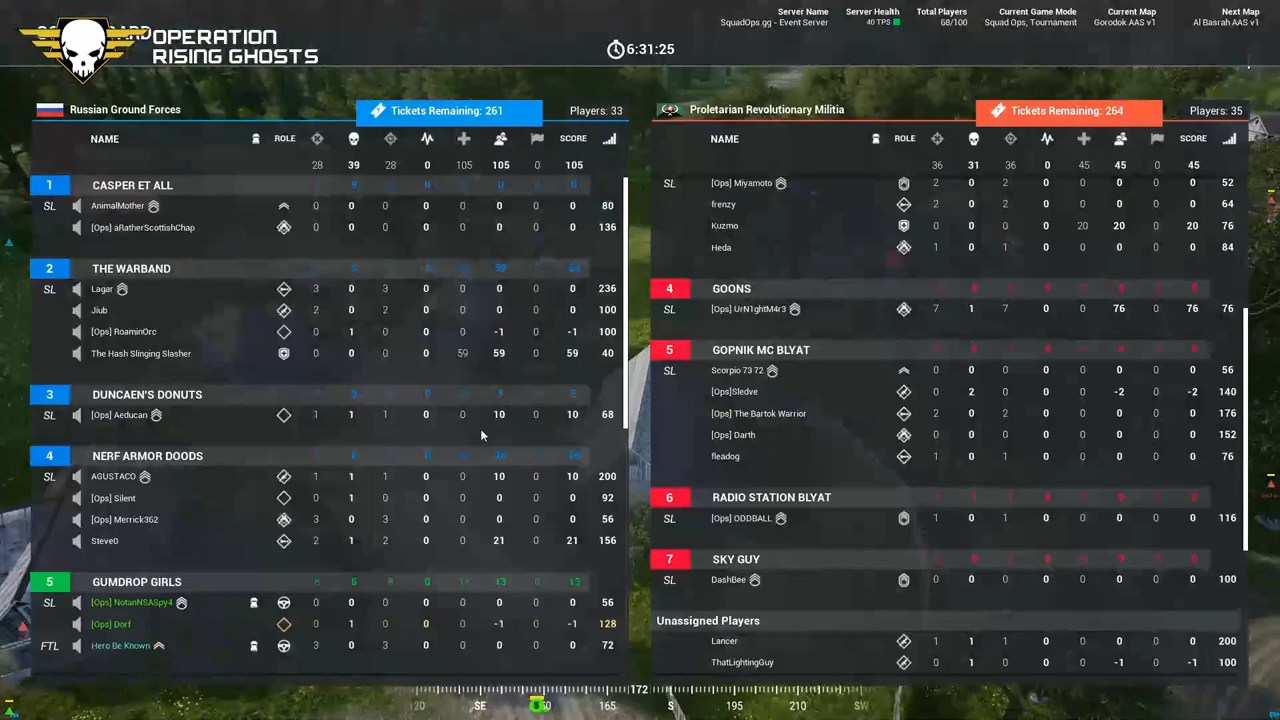 Server Name
SquadOps.gg - Event Server
Server Health
40 TPS
Total Players
68/100
Current Game Mode
Squad Ops, Tournament
Current Map
Gorodok AAS v1
Next Map
Al Basrah AAS v1
OPERATION
RISING GHOSTS
6:31:25
Russian Ground Forces
Tickets Remaining: 261
Players: 33
NAME ROLE SCORE
28 39 28 0 105 105 0 105
1 CASPER ET ALL
SL AnimalMother 0 0 0 0 0 0 0 0 80
[Ops] aRatherScottishChap 0 0 0 0 0 0 0 0 136
2 THE WARBAND
SL Lagar 3 0 3 0 0 0 0 0 236
Jiub 2 0 2 0 0 0 0 0 100
[Ops] RoaminOrc 0 1 0 0 0 -1 0 -1 100
The Hash Slinging Slasher 0 0 0 0 59 59 0 59 40
3 DUNCAEN'S DONUTS
SL [Ops] Aeducan 1 1 1 0 0 10 0 10 68
4 NERF ARMOR DOODS
SL AGUSTACO 1 1 1 0 0 10 0 10 200
[Ops] Silent 0 1 0 0 0 0 0 0 92
[Ops] Merrick362 3 0 3 0 0 0 0 0 56
Steve0 2 1 2 0 0 21 0 21 156
5 GUMDROP GIRLS
SL [Ops] NotanNSASpy4 0 0 0 0 0 0 0 0 56
[Ops] Dorf 0 1 0 0 0 -1 0 -1 128
FTL Hero Be Known 3 0 3 0 0 0 0 0 72
Proletarian Revolutionary Militia
Tickets Remaining: 264
Players: 35
NAME ROLE SCORE
36 31 36 0 45 45 0 45
SL [Ops] Miyamoto 2 0 2 0 0 0 0 0 52
frenzy 2 0 2 0 0 0 0 0 64
Kuzmo 0 0 0 0 20 20 0 20 76
Heda 1 0 1 0 0 0 0 0 84
4 GOONS
SL [Ops] UrN1ghtM4r3 7 1 7 0 0 76 0 76 76
5 GOPNIK MC BLYAT
SL Scorpio 73 72 0 0 0 0 0 0 0 0 56
[Ops]Sledve 0 2 0 0 0 -2 0 -2 140
[Ops] The Bartok Warrior 2 0 2 0 0 0 0 0 176
[Ops] Darth 0 0 0 0 0 0 0 0 152
fleadog 1 0 1 0 0 0 0 0 76
6 RADIO STATION BLYAT
SL [Ops] ODDBALL 1 0 1 0 0 0 0 0 116
7 SKY GUY
SL DashBee 0 0 0 0 0 0 0 0 100
Unassigned Players
Lancer 1 1 1 0 0 0 0 0 200
ThatLightingGuy 0 1 0 0 0 -1 0 -1 100
172
120 SE 165 S 195 210 SW